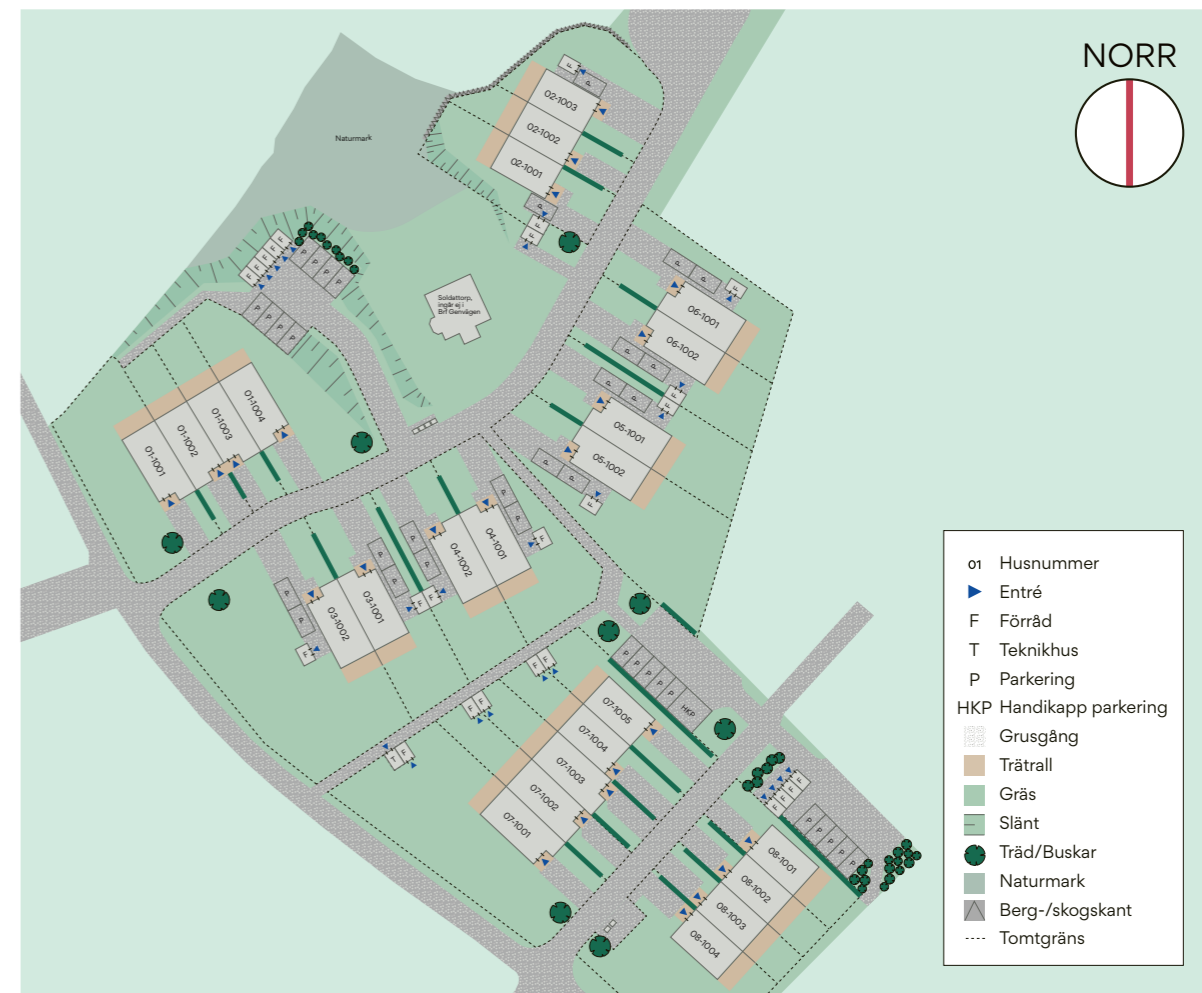 NORR
Naturmark
Soldattorp,
ingår ej i
Brf Genvägen
02-1003
02-1002
02-1001
F
P
P
F
F
F
F
F
F
F
P
P
P
P
P
P
P
P
01-1004
01-1003
01-1002
01-1001
P
P
F
06-1001
06-1002
P
P
P
P
F
F
05-1001
05-1002
P
P
F
P
P
F
04-1001
04-1002
P
P
P
P
F
F
03-1001
03-1002
P
P
F
F
F
F
F
T
F
P
P
P
P
P
HKP
07-1005
07-1004
07-1003
07-1002
07-1001
F
F
F
F
F
F
P
P
P
P
P
08-1001
08-1002
08-1003
08-1004
01 Husnummer
Entré
F Förråd
T Teknikhus
P Parkering
HKP Handikapp parkering
Grusgång
Trätrall
Gräs
Slänt
Träd/Buskar
Naturmark
Berg-/skogskant
Tomtgräns